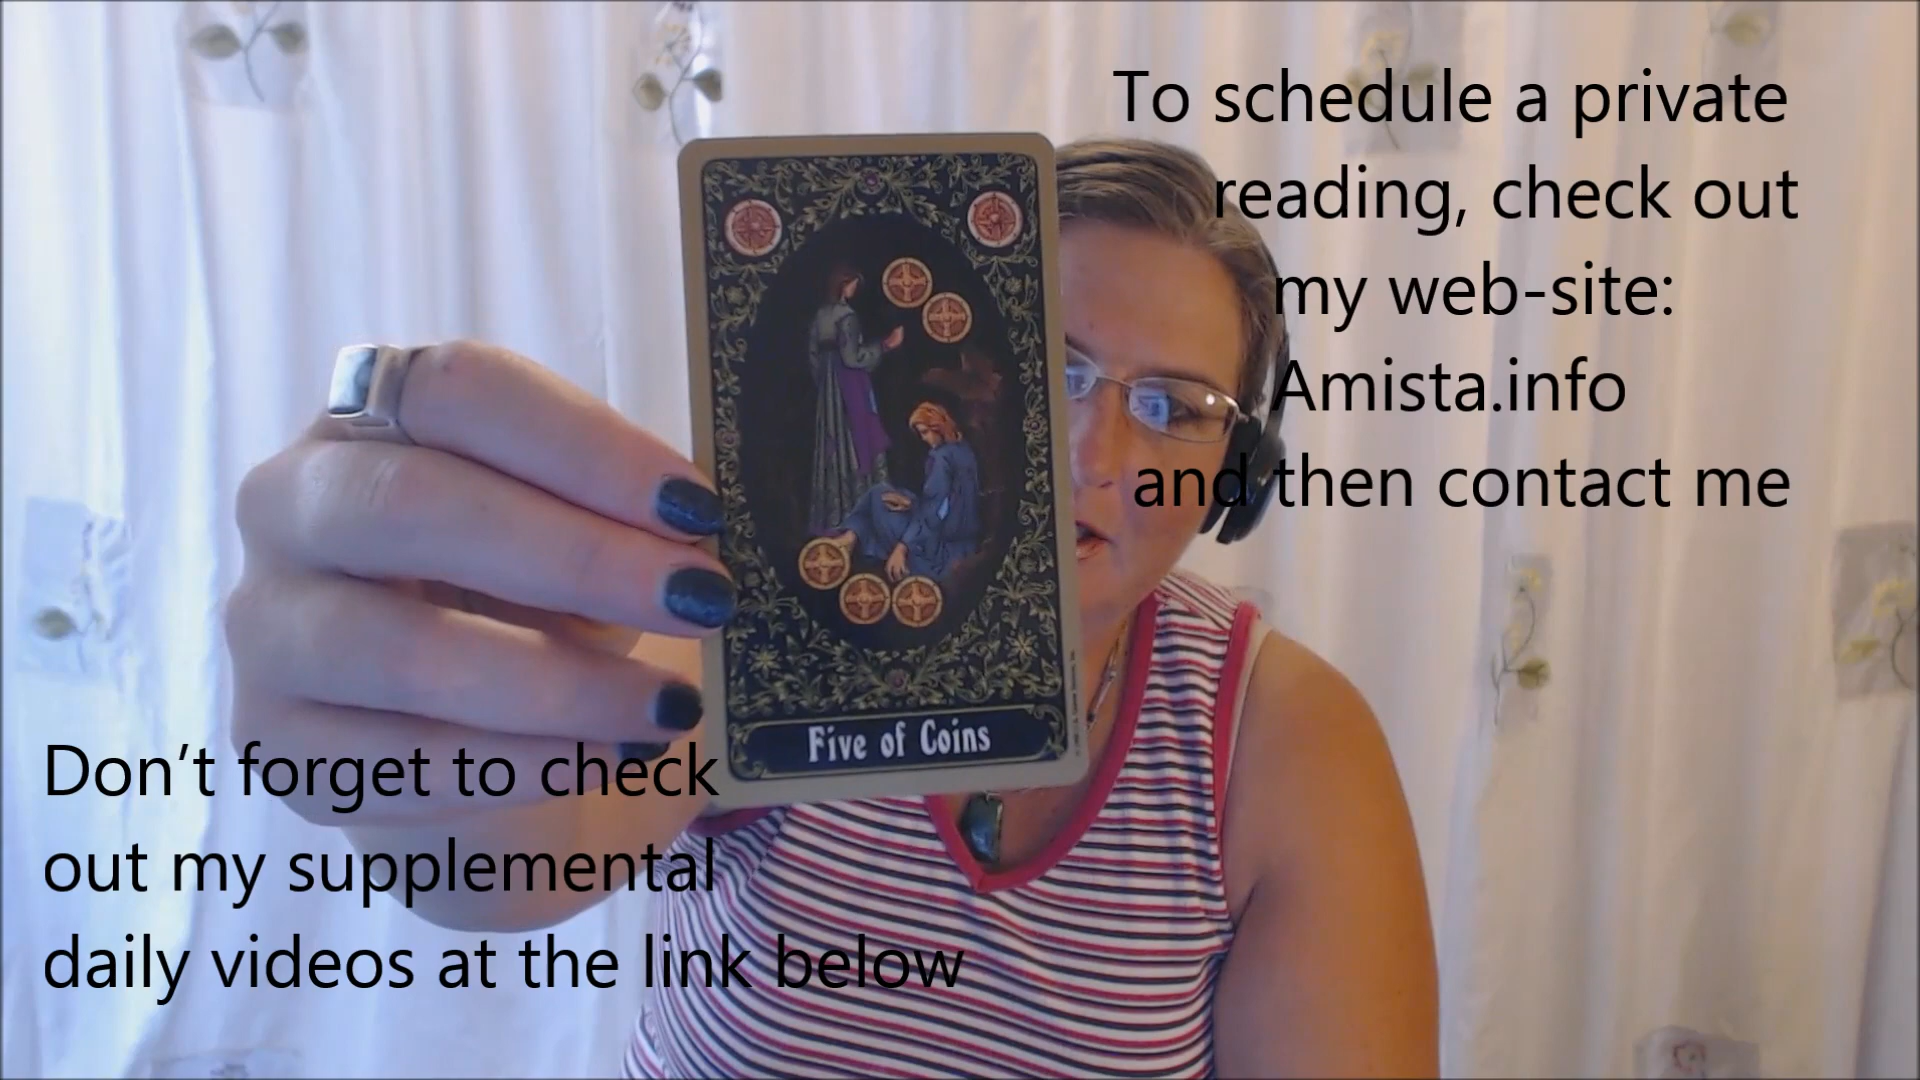 To schedule a private
reading, check out
my web-site:
Amista.info
and then contact me
Five of Coins
Don't forget to check
out my supplemental
daily videos at the link below